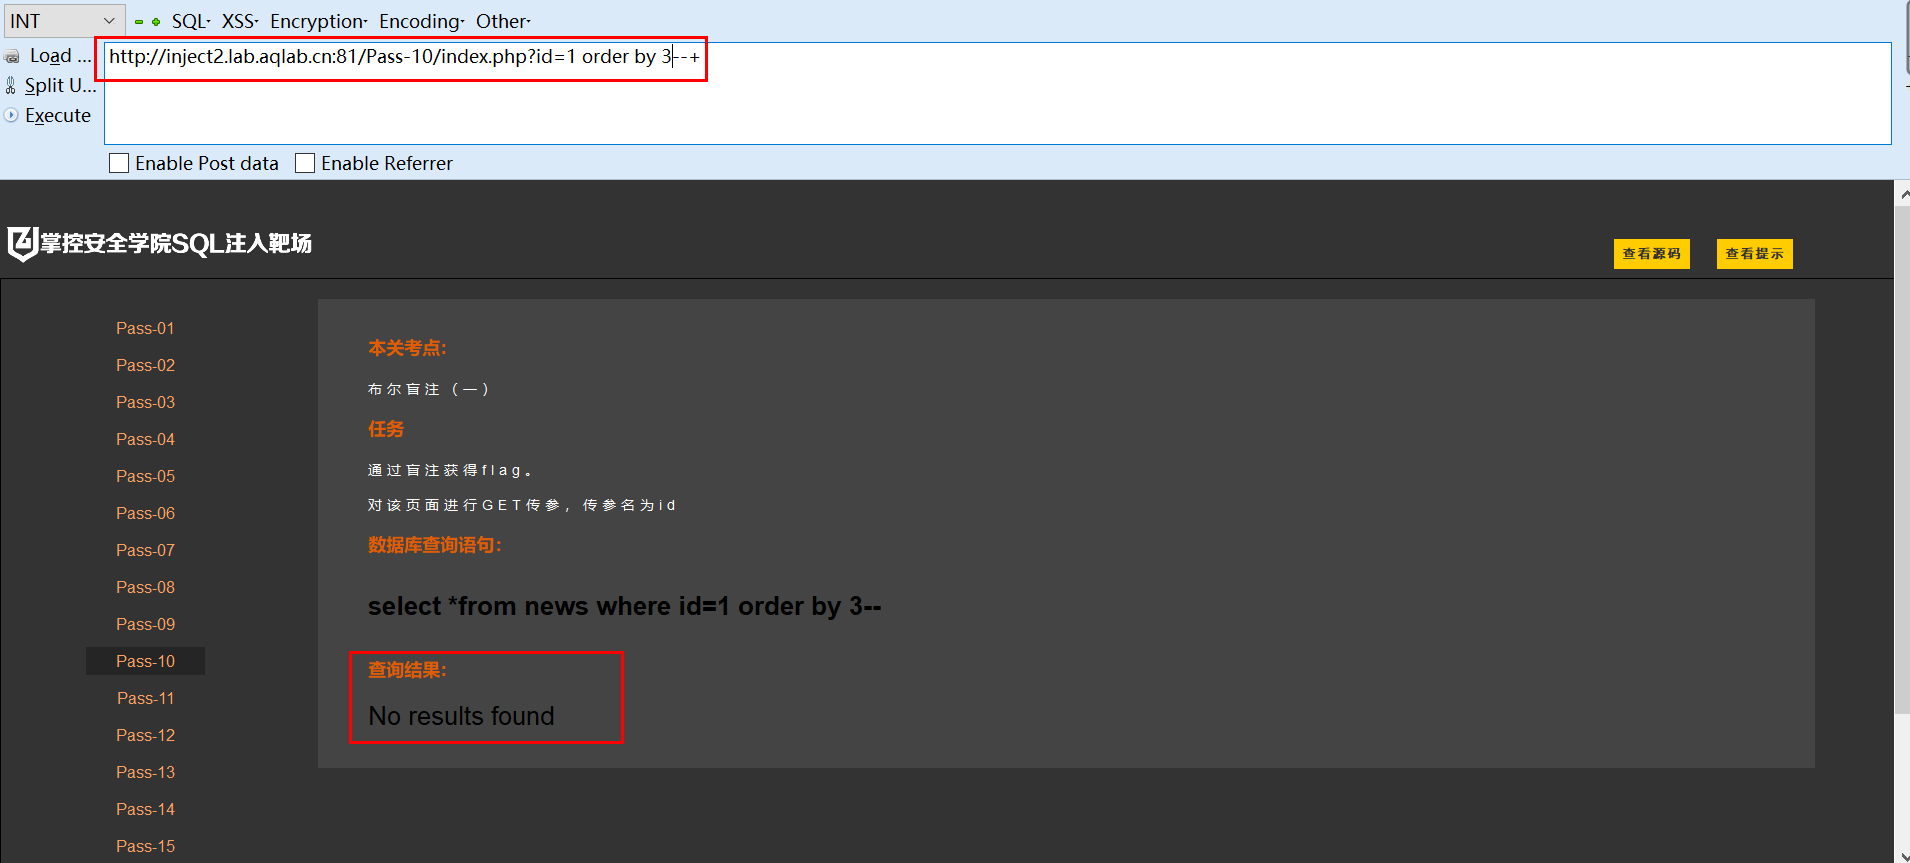 INT SQL XSS Encryption Encoding Other
Load ... http://inject2.lab.aqlab.cn:81/Pass-10/index.php?id=1 order by 3--+
Split U...
Execute
Enable Post data Enable Referrer
掌控安全学院SQL注入靶场
查看源码 查看提示
Pass-01
Pass-02
Pass-03
Pass-04
Pass-05
Pass-06
Pass-07
Pass-08
Pass-09
Pass-10
Pass-11
Pass-12
Pass-13
Pass-14
Pass-15
本关考点:
布尔盲注（一）
任务
通过盲注获得flag。
对该页面进行GET传参，传参名为id
数据库查询语句:
select *from news where id=1 order by 3--
查询结果:
No results found